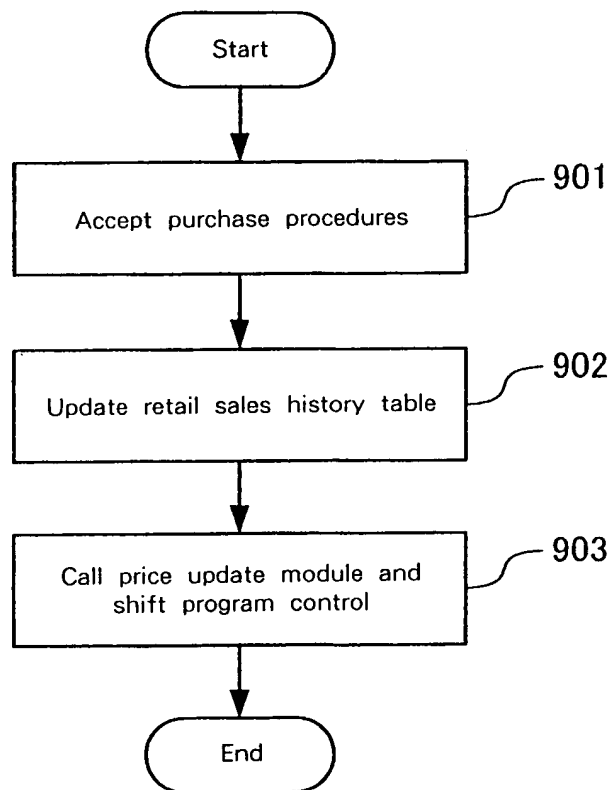 Start
901
Accept purchase procedures
902
Update retail sales history table
903
Call price update module and
shift program control
End